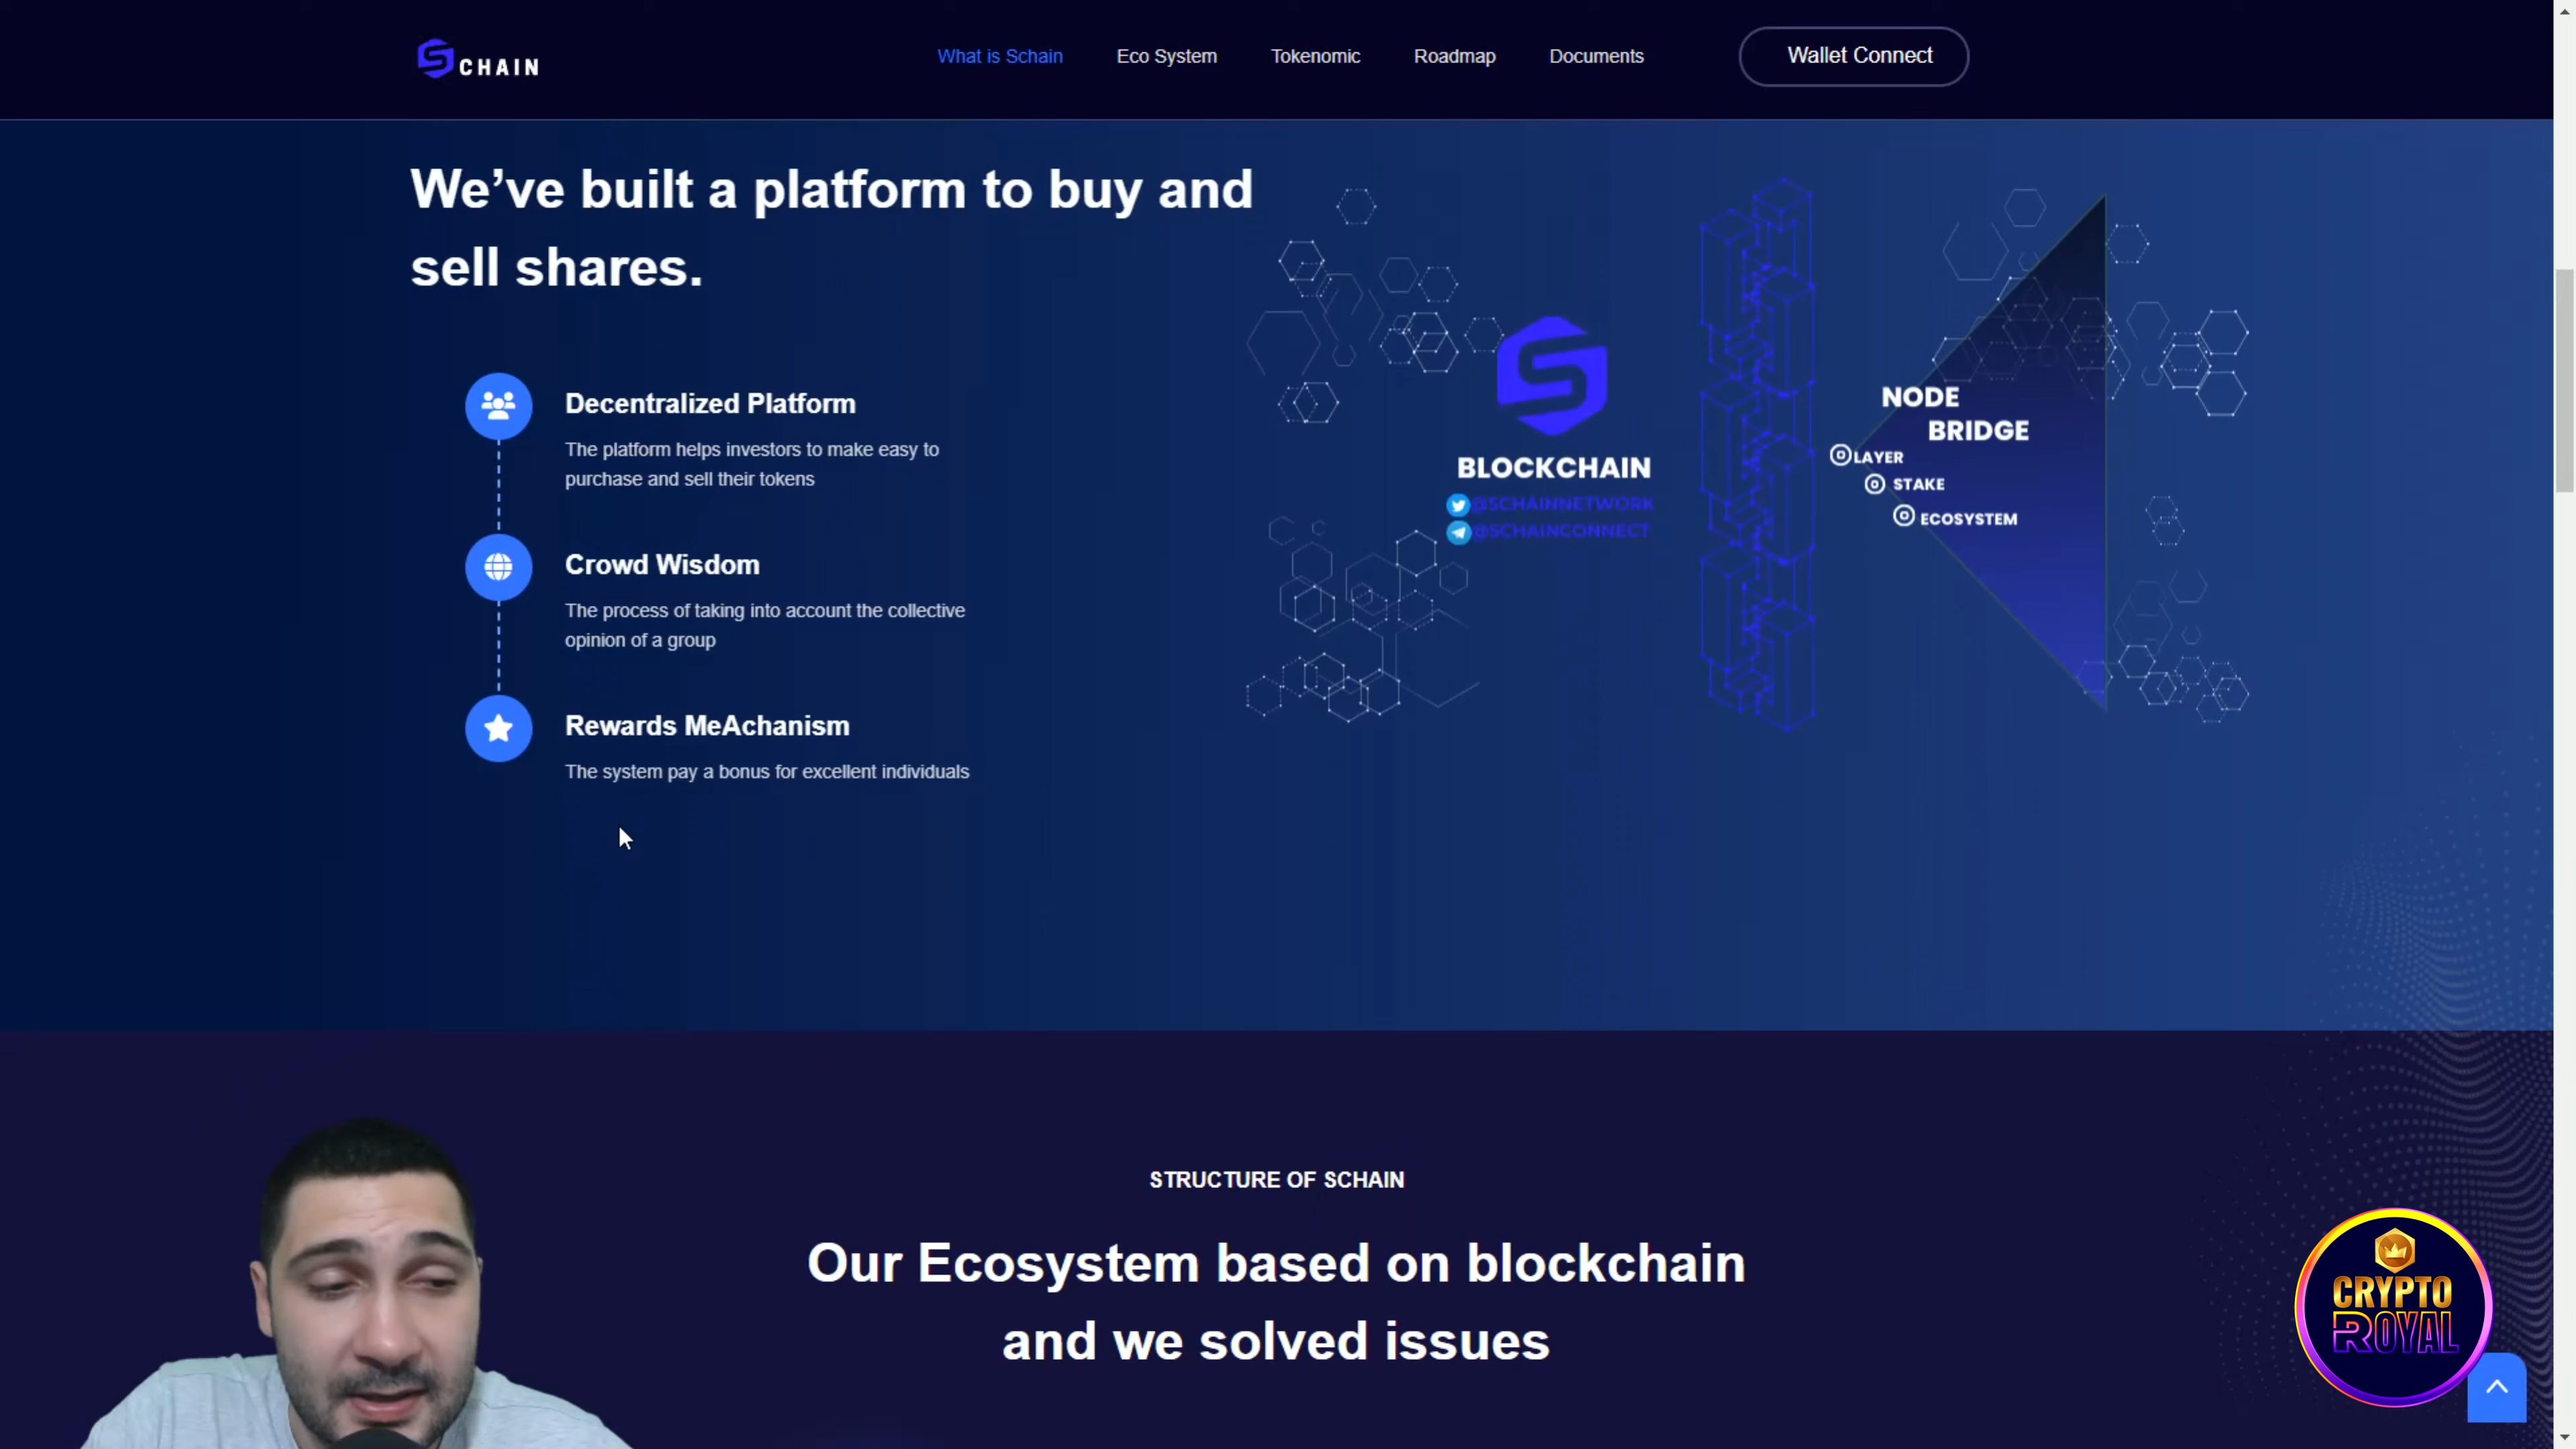 S CHAIN
What is Schain
Eco System
Tokenomic
Roadmap
Documents
Wallet Connect
We’ve built a platform to buy and
sell shares.
Decentralized Platform
The platform helps investors to make easy to
purchase and sell their tokens
Crowd Wisdom
The process of taking into account the collective
opinion of a group
Rewards MeAchanism
The system pay a bonus for excellent individuals
BLOCKCHAIN
@SCHAINNETWORK
@SCHAINCONNECT
NODE
BRIDGE
LAYER
STAKE
ECOSYSTEM
STRUCTURE OF SCHAIN
Our Ecosystem based on blockchain
and we solved issues
CRYPTO
ROYAL